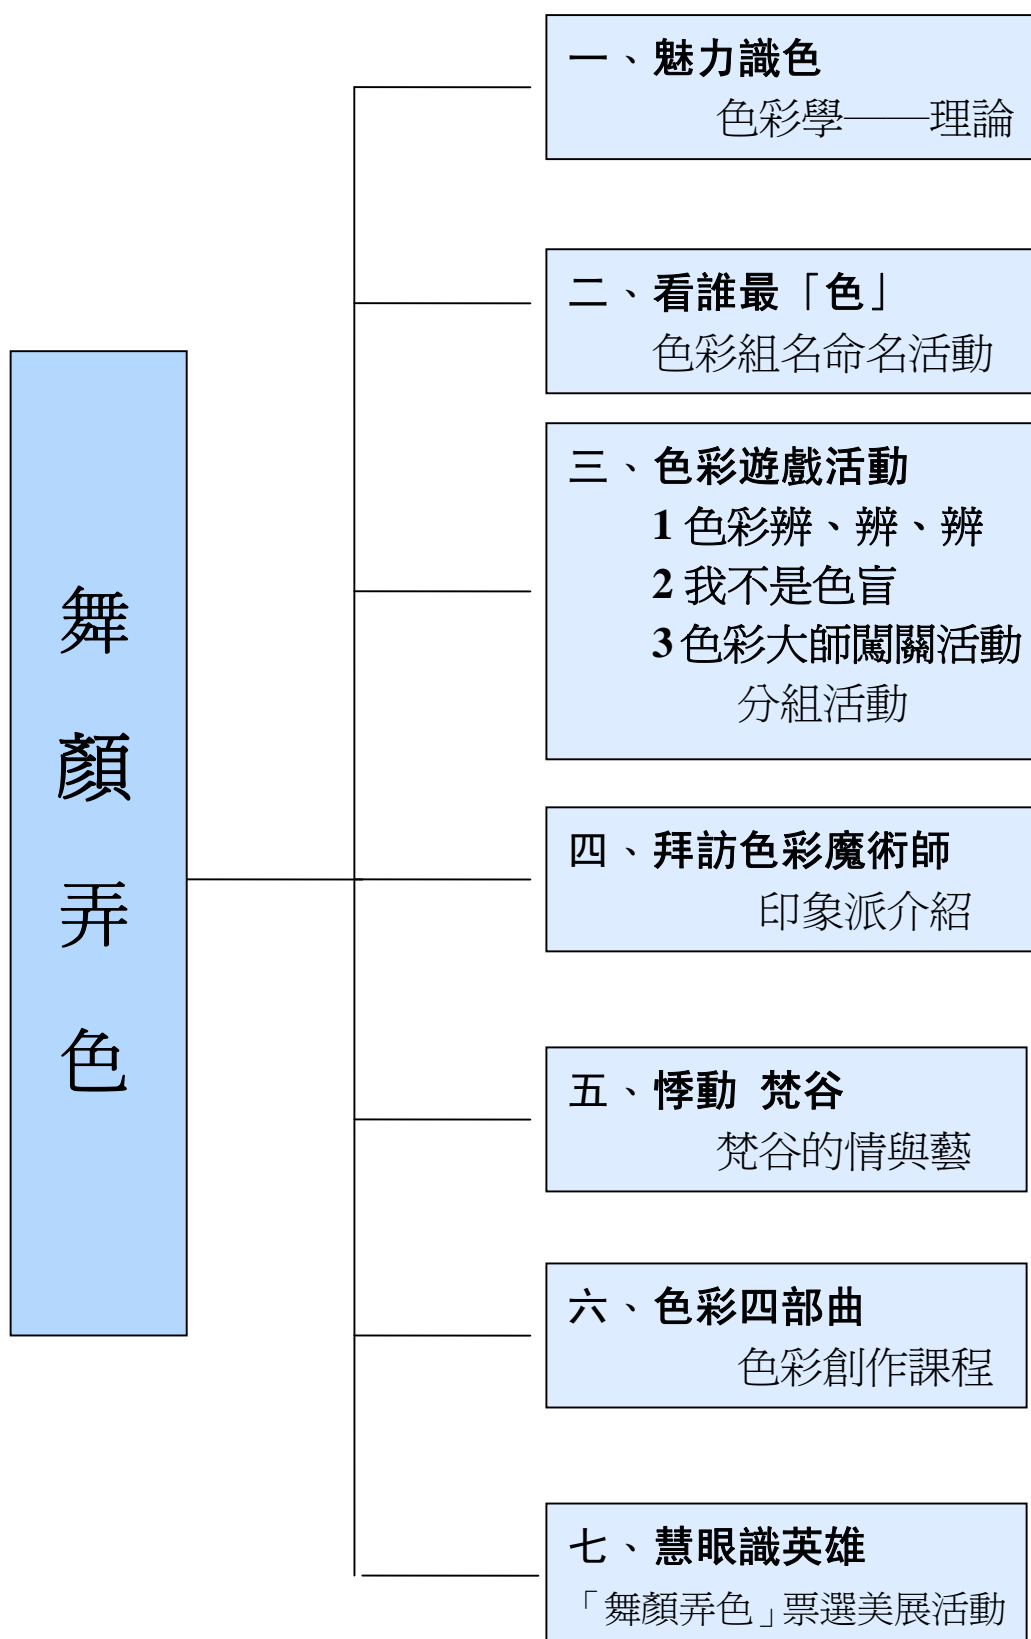 舞顏弄色
一、魅力識色
色彩學——理論
二、看誰最「色」
色彩組名命名活動
三、色彩遊戲活動
1 色彩辨、辨、辨
2 我不是色盲
3 色彩大師闖關活動
分組活動
四、拜訪色彩魔術師
印象派介紹
五、悸動 梵谷
梵谷的情與藝
六、色彩四部曲
色彩創作課程
七、慧眼識英雄
「舞顏弄色」票選美展活動